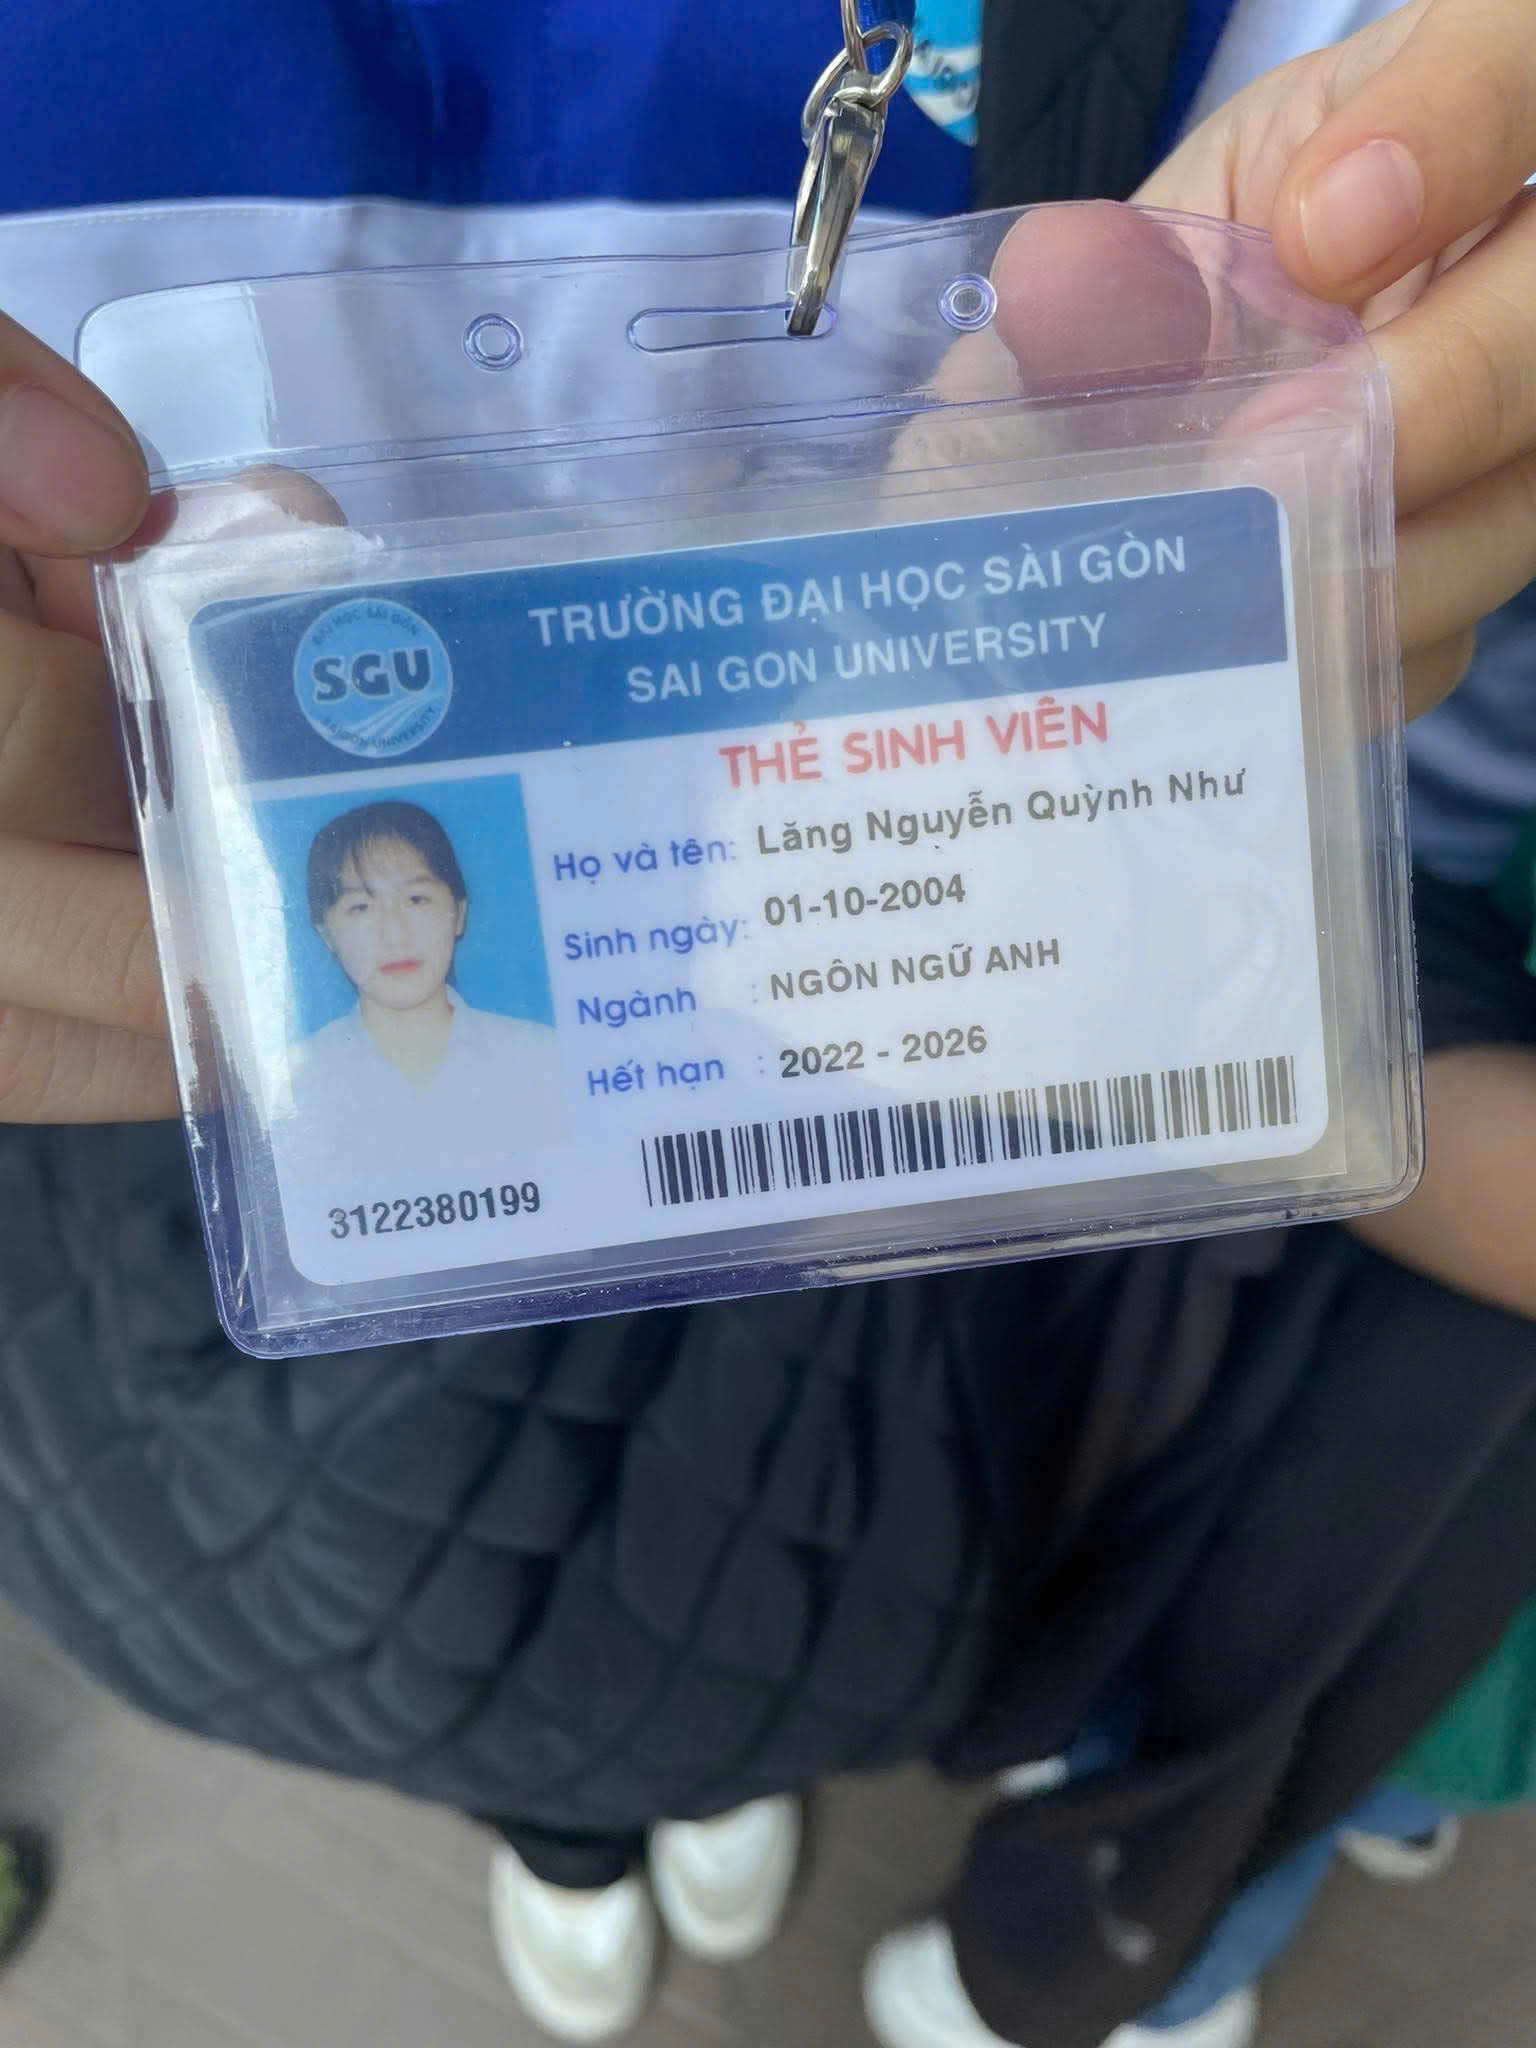 TRƯỜNG ĐẠI HỌC SÀI GÒN
SAI GON UNIVERSITY
ĐẠI HỌC SÀI GÒN
SGU
SAIGON UNIVERSITY
THẺ SINH VIÊN
Họ và tên: Lăng Nguyễn Quỳnh Như
Sinh ngày: 01-10-2004
Ngành : NGÔN NGỮ ANH
Hết hạn : 2022 - 2026
3122380199